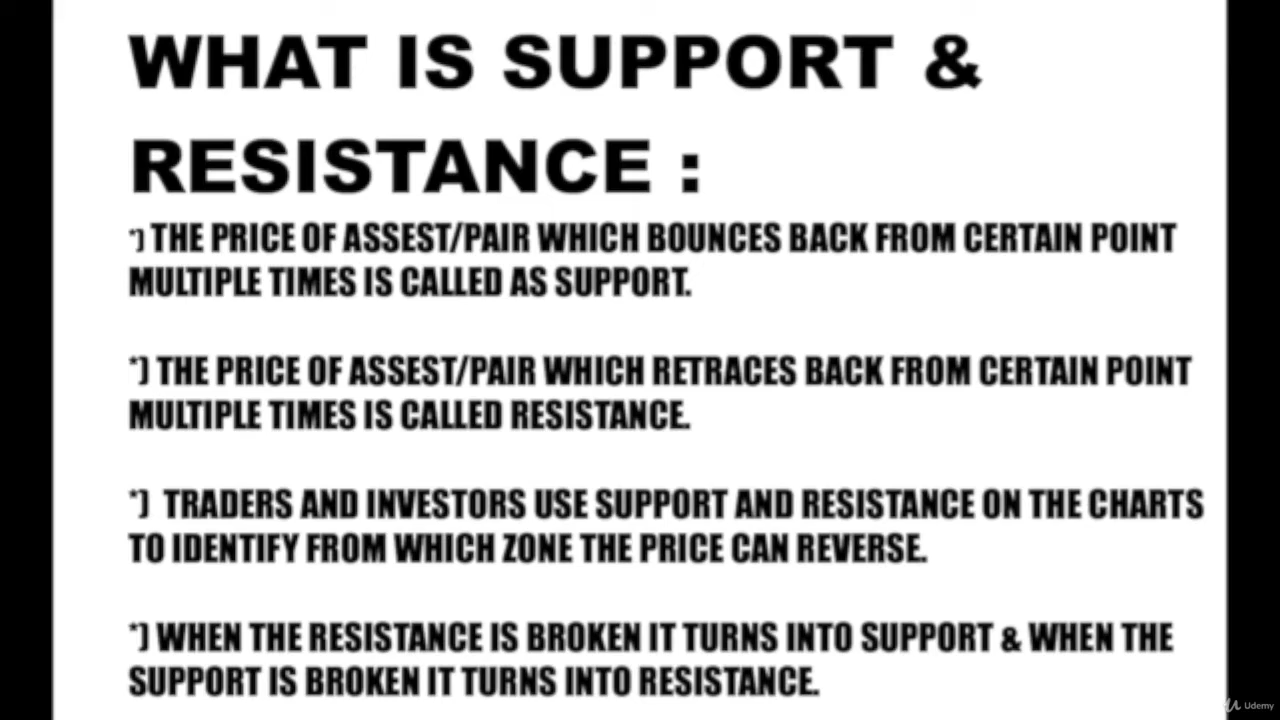 WHAT IS SUPPORT &
RESISTANCE :
*) THE PRICE OF ASSEST/PAIR WHICH BOUNCES BACK FROM CERTAIN POINT
MULTIPLE TIMES IS CALLED AS SUPPORT.
*) THE PRICE OF ASSEST/PAIR WHICH RETRACES BACK FROM CERTAIN POINT
MULTIPLE TIMES IS CALLED RESISTANCE.
*) TRADERS AND INVESTORS USE SUPPORT AND RESISTANCE ON THE CHARTS
TO IDENTIFY FROM WHICH ZONE THE PRICE CAN REVERSE.
*) WHEN THE RESISTANCE IS BROKEN IT TURNS INTO SUPPORT & WHEN THE
SUPPORT IS BROKEN IT TURNS INTO RESISTANCE.
Udemy